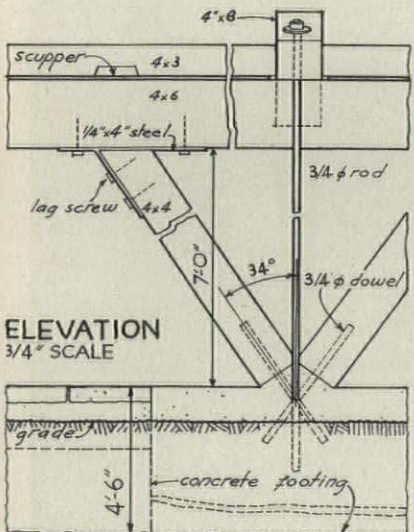 4"x8
scupper
4x3
4x6
1/4"x4" steel
3/4 ϕ rod
lag screw
4x4
7'-0"
34°
3/4 ϕ dowel
ELEVATION
3/4" SCALE
grade
4'-6"
concrete footing